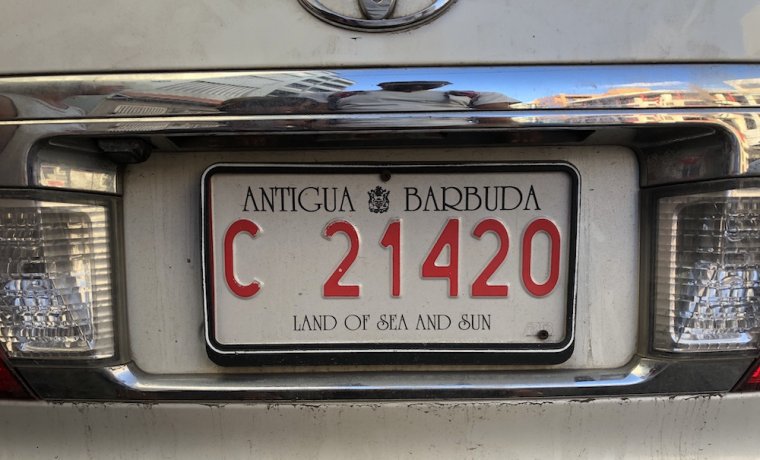 ANTIGUA BARBUDA
C 21420
LAND OF SEA AND SUN